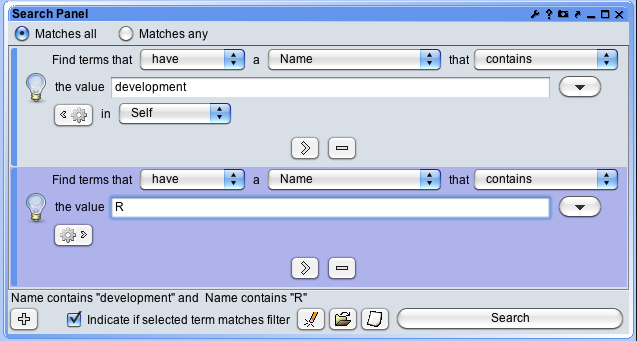 Search Panel
Matches all Matches any
Find terms that have a Name that contains
the value development
in Self
Find terms that have a Name that contains
the value R
Name contains "development" and Name contains "R"
Indicate if selected term matches filter Search